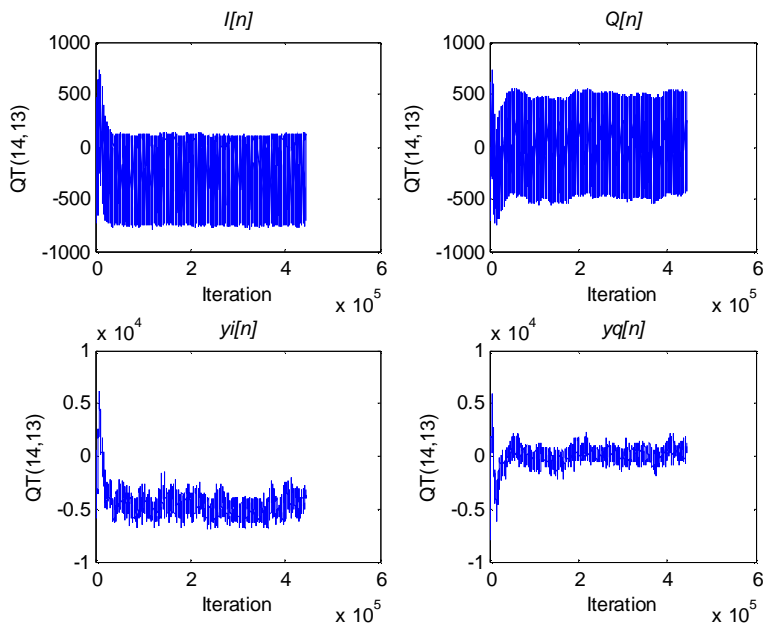 I[n]
Q[n]
1000
500
0
-500
-1000
QT(14,13)
0
2
4
6
Iteration
x 10^5
1000
500
0
-500
-1000
QT(14,13)
0
2
4
6
Iteration
x 10^5
x 10^4
yi[n]
1
0.5
0
-0.5
-1
QT(14,13)
0
2
4
6
Iteration
x 10^5
x 10^4
yq[n]
1
0.5
0
-0.5
-1
QT(14,13)
0
2
4
6
Iteration
x 10^5